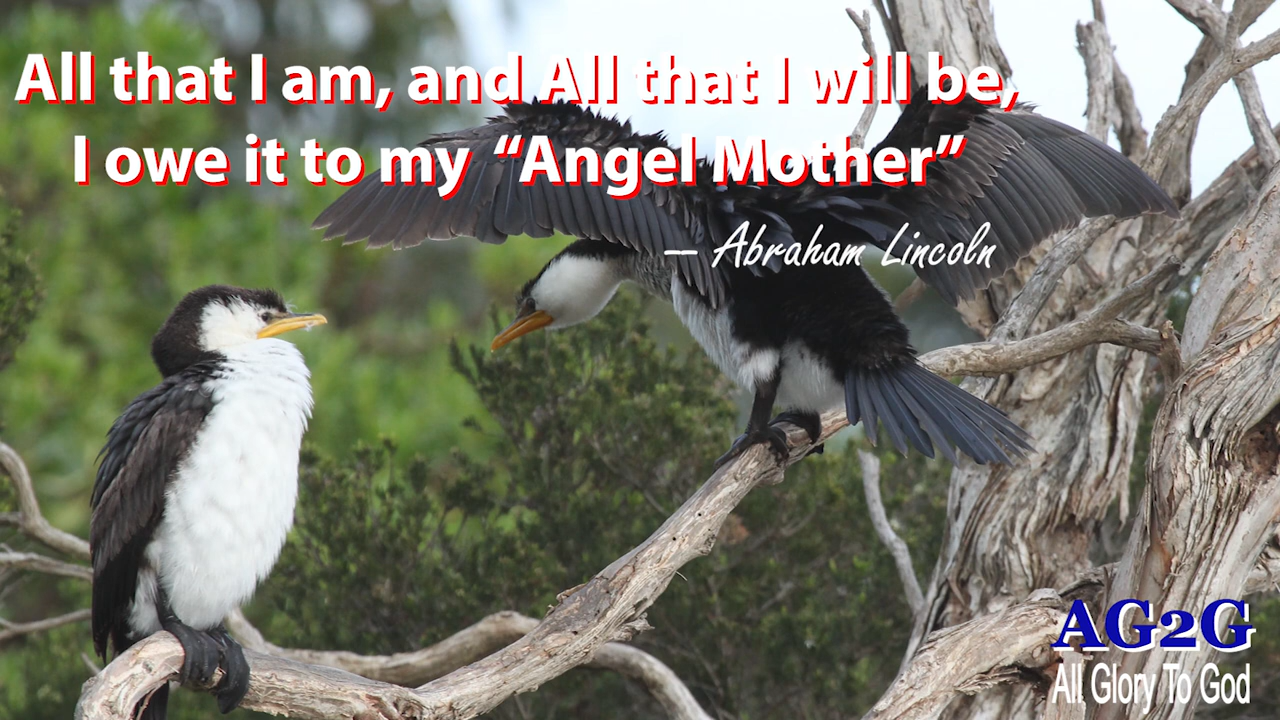 All that I am, and All that I will be,
I owe it to my “Angel Mother”
— Abraham Lincoln
AG2G
All Glory To God